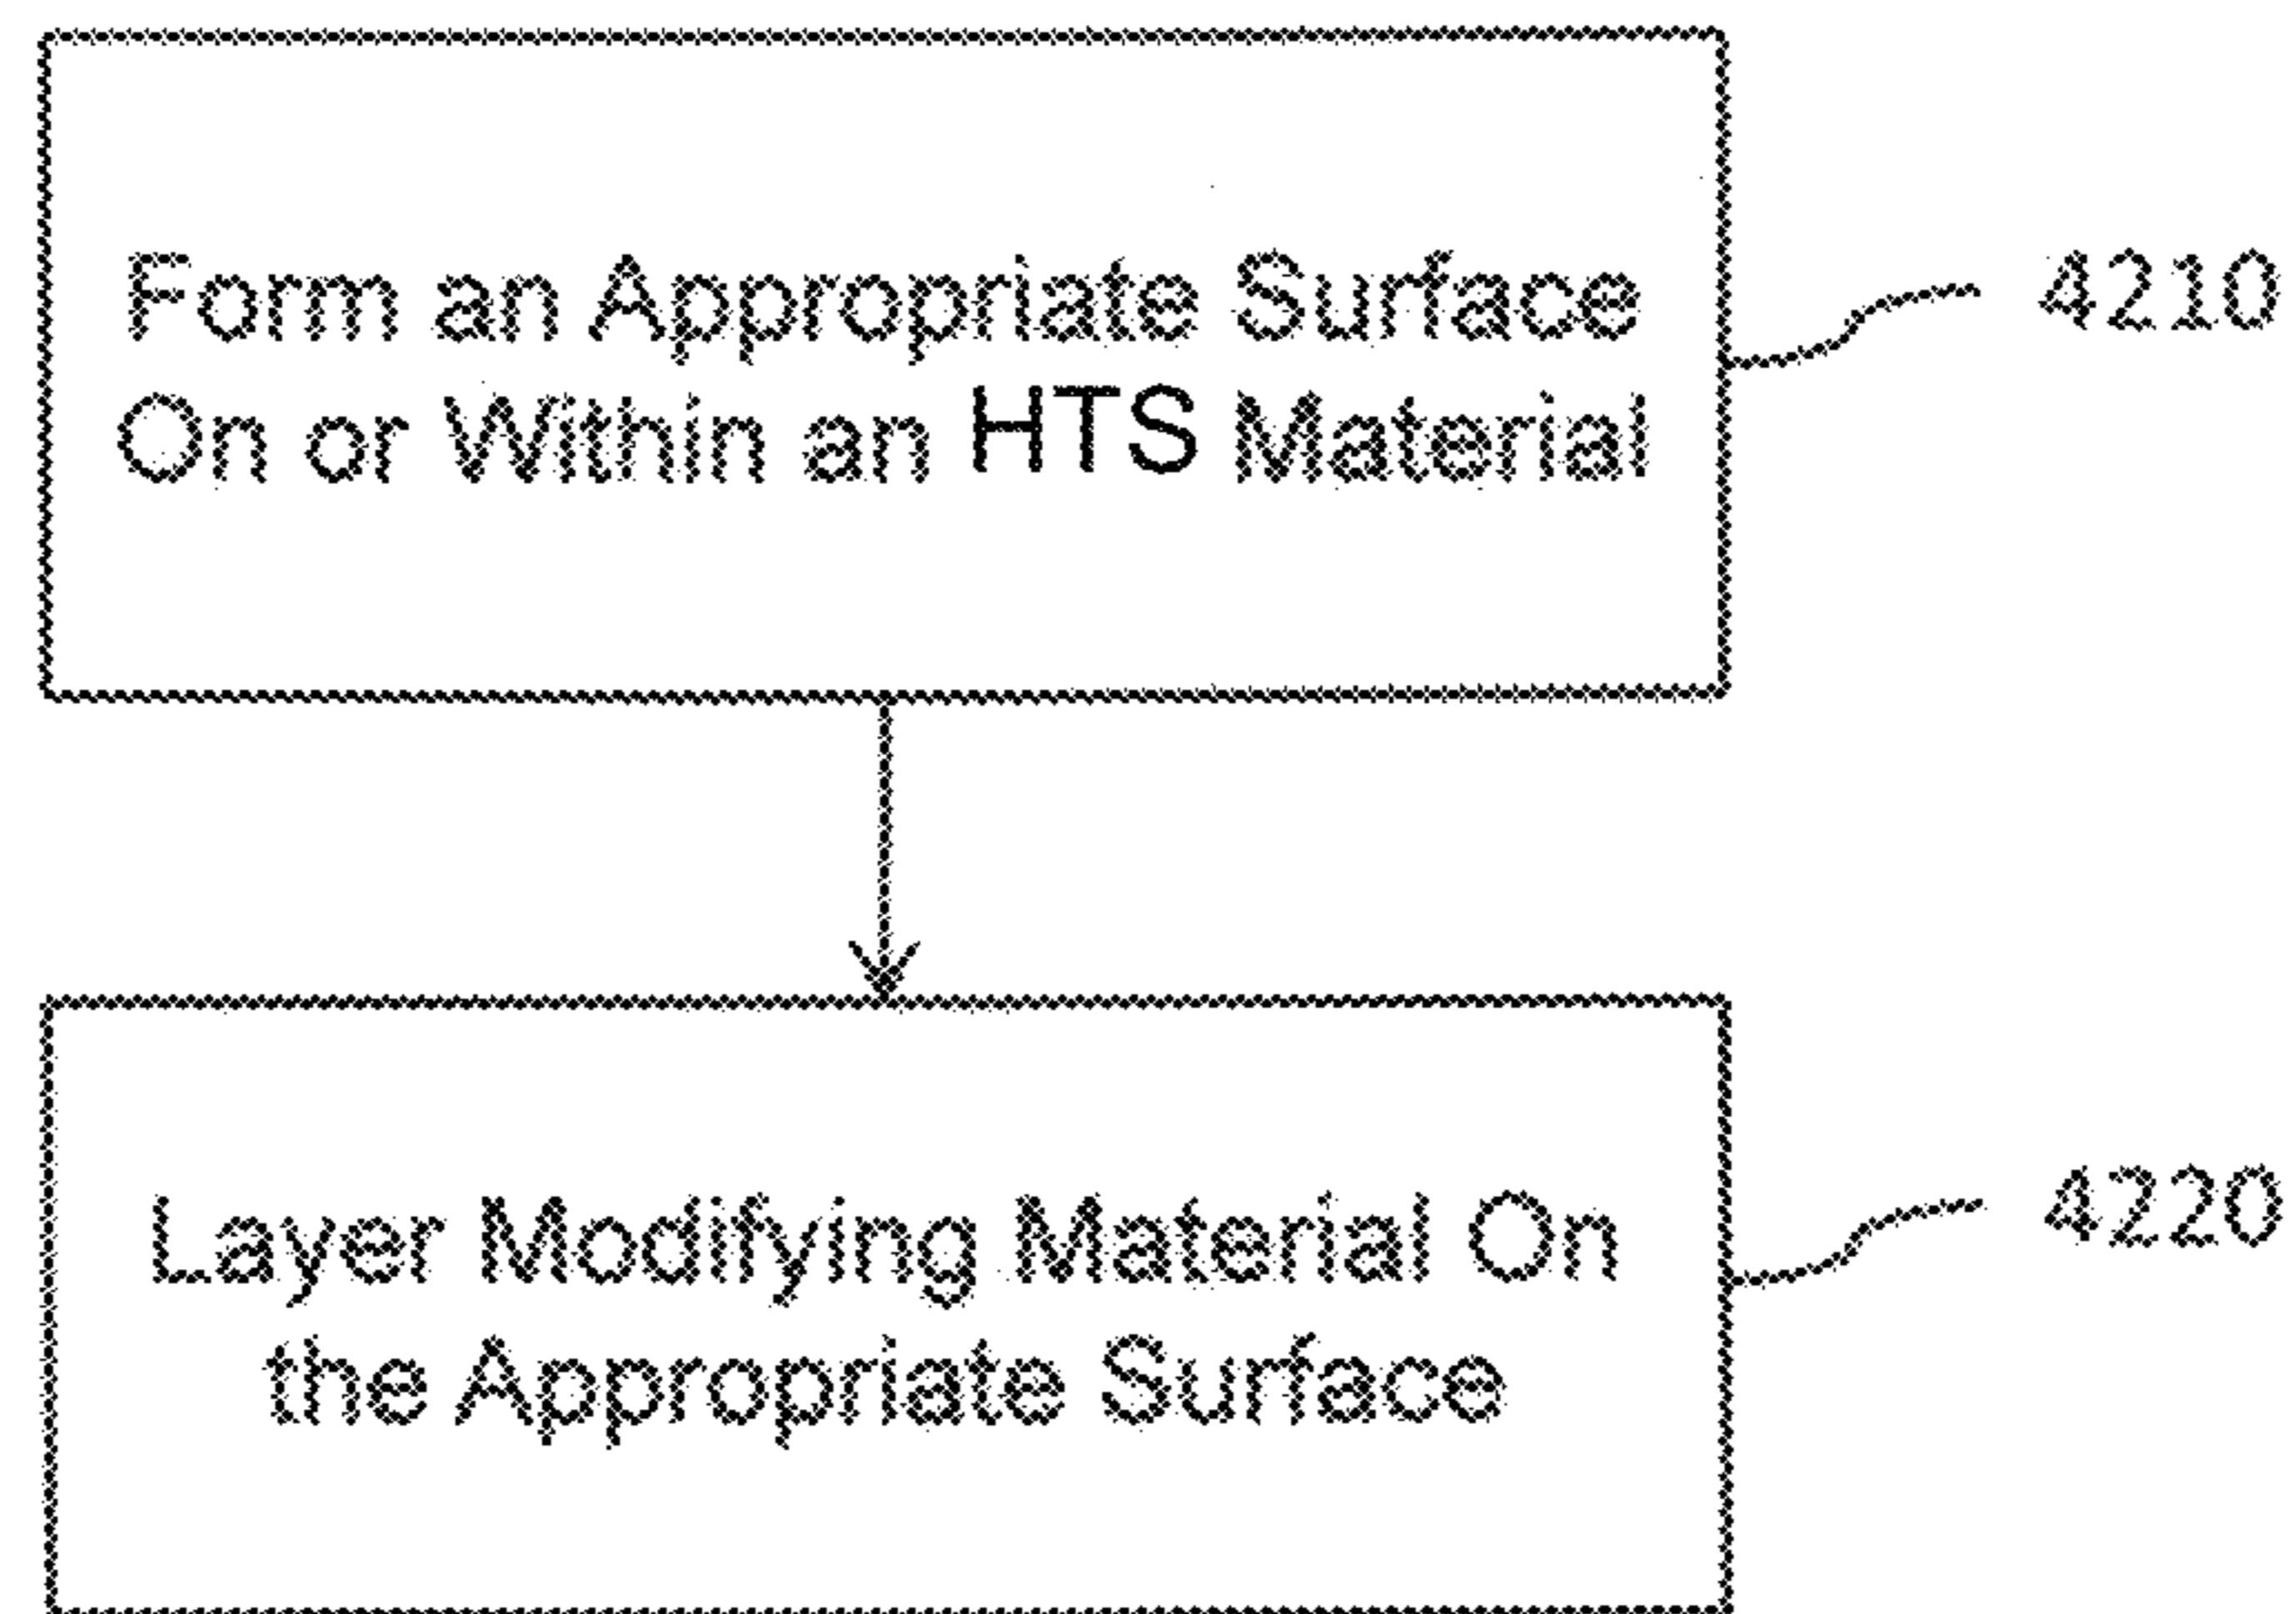 Form an Appropriate Surface
On or Within an HTS Material
4210
Layer Modifying Material On
the Appropriate Surface
4220